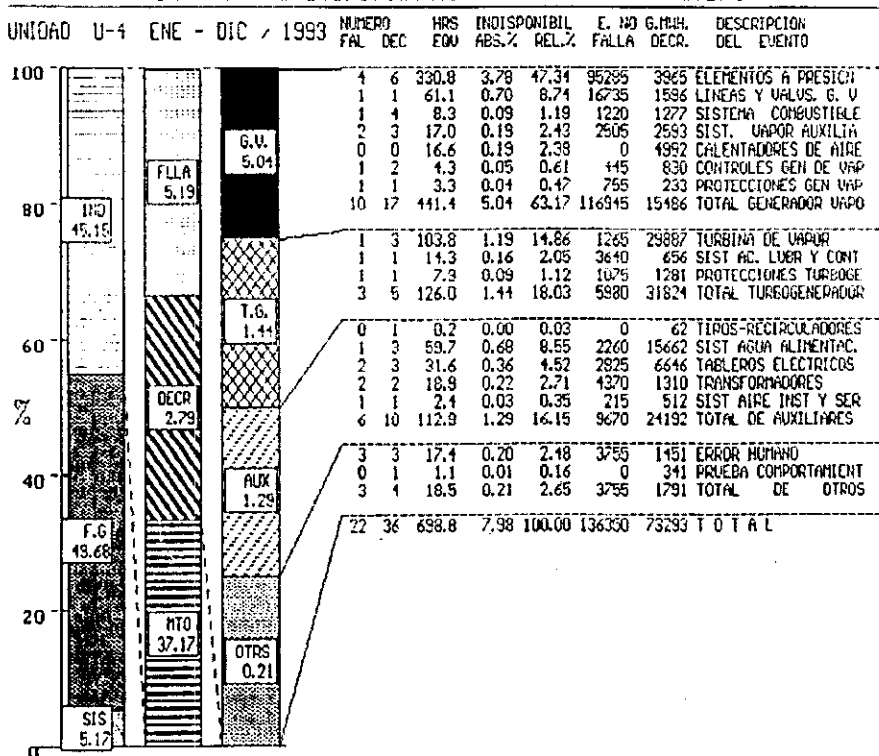 UNIDAD U-4 ENE - DIC / 1993
NUMERO HRS INDISPONIBIL E. NO G.MWH. DESCRIPCION
FAL DEC EQU ABS.% REL.% FALLA DECR. DEL EVENTO
4 6 330.8 3.78 47.34 95295 3965 ELEMENTOS A PRESION
1 1 61.1 0.70 8.74 16735 1596 LINEAS Y VALVS. G. V
1 4 8.3 0.09 1.19 1220 1277 SISTEMA COMBUSTIBLE
2 3 17.0 0.19 2.43 2505 2593 SIST. VAPOR AUXILIA
0 0 16.6 0.19 2.38 0 4992 CALENTADORES DE AIRE
1 2 4.3 0.05 0.61 445 830 CONTROLES GEN DE VAP
1 1 3.3 0.04 0.47 755 233 PROTECCIONES GEN VAP
10 17 441.4 5.04 63.17 116945 15486 TOTAL GENERADOR VAPO
1 3 103.8 1.19 14.86 1265 29887 TURBINA DE VAPOR
1 1 14.3 0.16 2.05 3640 656 SIST AC. LUBR Y CONT
1 1 7.9 0.09 1.12 1075 1281 PROTECCIONES TURBOGE
3 5 126.0 1.44 18.03 5980 31824 TOTAL TURBOGENERADOR
0 1 0.2 0.00 0.03 0 62 TIROS-RECIRCULADORES
1 3 59.7 0.68 8.55 2260 15662 SIST AGUA ALIMENTAC.
2 3 31.6 0.36 4.52 2825 6646 TABLEROS ELECTRICOS
2 2 18.9 0.22 2.71 4370 1310 TRANSFORMADORES
1 1 2.4 0.03 0.35 215 512 SIST AIRE INST Y SER
6 10 112.9 1.29 16.15 9670 24192 TOTAL DE AUXILIARES
3 3 17.4 0.20 2.48 3755 1451 ERROR HUMANO
0 1 1.1 0.01 0.16 0 341 PRUEBA COMPORTAMIENT
3 4 18.5 0.21 2.65 3755 1791 TOTAL DE OTROS
22 36 698.8 7.98 100.00 136350 73293 T O T A L
100
80
60
%
40
20
0
IND
45.15
F.G
49.68
SIS
5.17
FLLA
5.19
DECR
2.79
MTO
37.17
G.V.
5.04
T.G.
1.44
AUX
1.29
OTRS
0.21